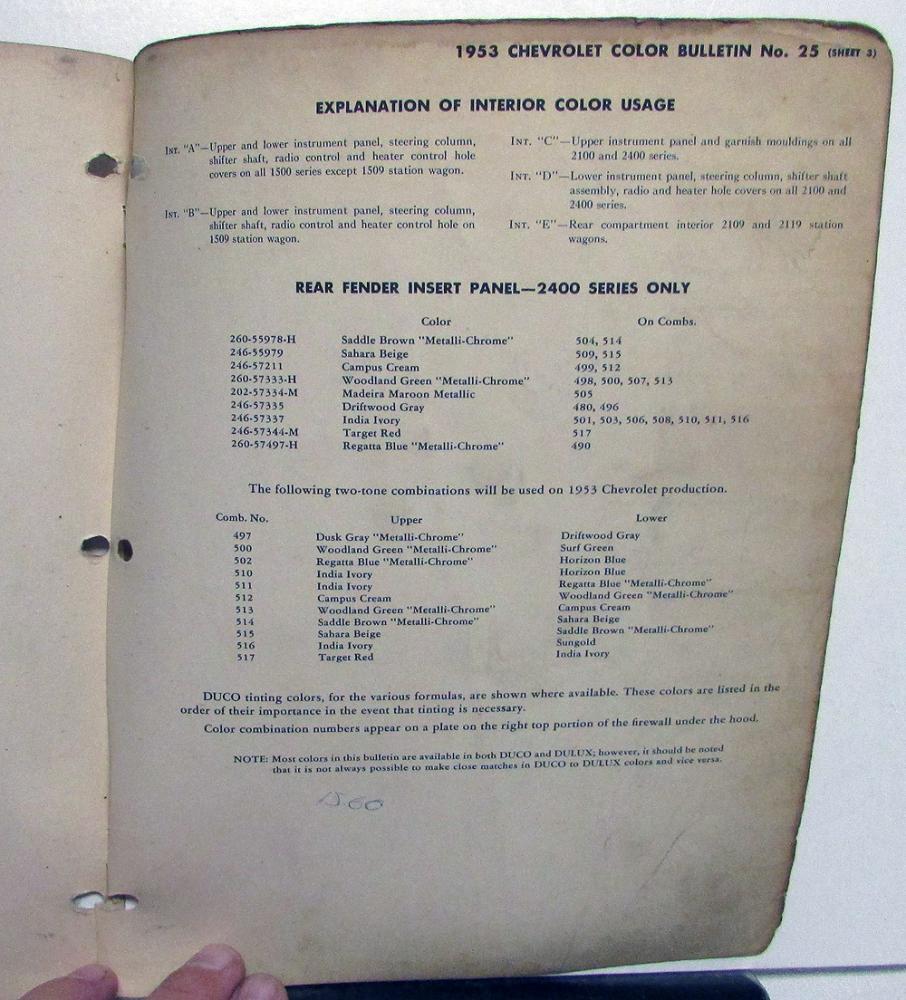 1953 CHEVROLET COLOR BULLETIN No. 25 (SHEET 3)
EXPLANATION OF INTERIOR COLOR USAGE
INT. "A"—Upper and lower instrument panel, steering column,
shifter shaft, radio control and heater control hole
covers on all 1500 series except 1509 station wagon.
INT. "B"—Upper and lower instrument panel, steering column,
shifter shaft, radio control and heater control hole on
1509 station wagon.
INT. "C"—Upper instrument panel and garnish mouldings on all
2100 and 2400 series.
INT. "D"—Lower instrument panel, steering column, shifter shaft
assembly, radio and heater hole covers on all 2100 and
2400 series.
INT. "E"—Rear compartment interior 2109 and 2119 station
wagons.
REAR FENDER INSERT PANEL—2400 SERIES ONLY
Color On Combs.
260-55978-H Saddle Brown "Metalli-Chrome" 504, 514
246-55979 Sahara Beige 509, 515
246-57211 Campus Cream 499, 512
260-57333-H Woodland Green "Metalli-Chrome" 498, 500, 507, 513
202-57334-M Madeira Maroon Metallic 505
246-57335 Driftwood Gray 480, 496
246-57337 India Ivory 501, 503, 506, 508, 510, 511, 516
246-57344-M Target Red 517
260-57497-H Regatta Blue "Metalli-Chrome" 490
The following two-tone combinations will be used on 1953 Chevrolet production.
Comb. No. Upper Lower
497 Dusk Gray "Metalli-Chrome" Driftwood Gray
500 Woodland Green "Metalli-Chrome" Surf Green
502 Regatta Blue "Metalli-Chrome" Horizon Blue
510 India Ivory Horizon Blue
511 India Ivory Regatta Blue "Metalli-Chrome"
512 Campus Cream Woodland Green "Metalli-Chrome"
513 Woodland Green "Metalli-Chrome" Campus Cream
514 Saddle Brown "Metalli-Chrome" Sahara Beige
515 Sahara Beige Saddle Brown "Metalli-Chrome"
516 India Ivory Sungold
517 Target Red India Ivory
DUCO tinting colors, for the various formulas, are shown where available. These colors are listed in the
order of their importance in the event that tinting is necessary.
Color combination numbers appear on a plate on the right top portion of the firewall under the hood.
NOTE: Most colors in this bulletin are available in both DUCO and DULUX; however, it should be noted
that it is not always possible to make close matches in DUCO to DULUX colors and vice versa.